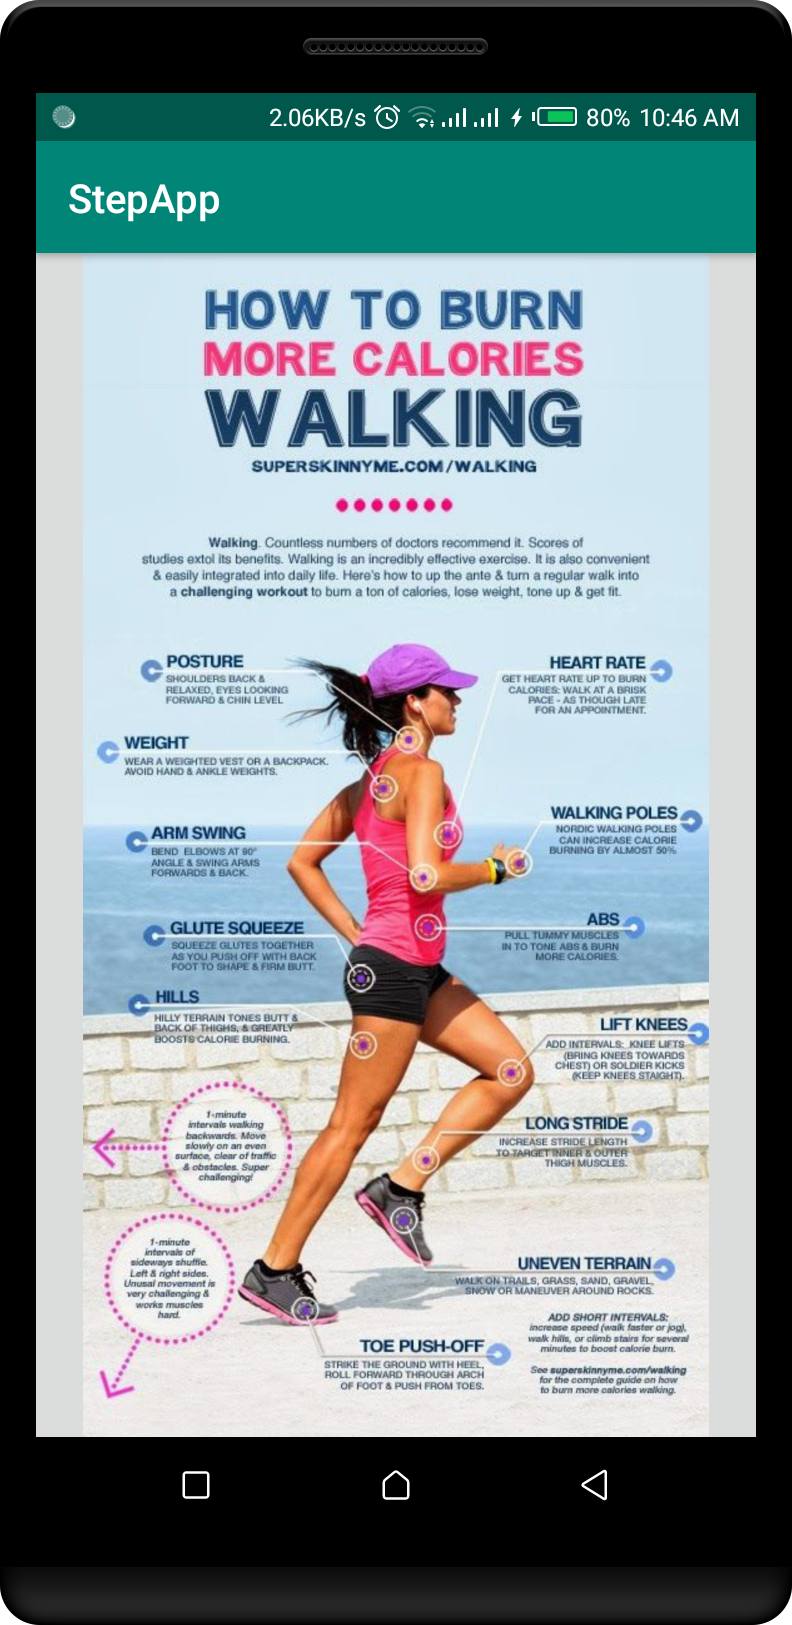 2.06KB/s 80% 10:46 AM
StepApp
HOW TO BURN
MORE CALORIES
WALKING
SUPERSKINNYME.COM/WALKING
Walking. Countless numbers of doctors recommend it. Scores of
studies extol its benefits. Walking is an incredibly effective exercise. It is also convenient
& easily integrated into daily life. Here's how to up the ante & turn a regular walk into
a challenging workout to burn a ton of calories, lose weight, tone up & get fit.
POSTURE
SHOULDERS BACK &
RELAXED, EYES LOOKING
FORWARD & CHIN LEVEL
HEART RATE
GET HEART RATE UP TO BURN
CALORIES: WALK AT A BRISK
PACE - AS THOUGH LATE
FOR AN APPOINTMENT.
WEIGHT
WEAR A WEIGHTED VEST OR A BACKPACK.
AVOID HAND & ANKLE WEIGHTS.
WALKING POLES
NORDIC WALKING POLES
CAN INCREASE CALORIE
BURNING BY ALMOST 50%
ARM SWING
BEND ELBOWS AT 90°
ANGLE & SWING ARMS
FORWARDS & BACK.
ABS
PULL TUMMY MUSCLES
IN TO TONE ABS & BURN
MORE CALORIES.
GLUTE SQUEEZE
SQUEEZE GLUTES TOGETHER
AS YOU PUSH OFF WITH BACK
FOOT TO SHAPE & FIRM BUTT.
HILLS
HILLY TERRAIN TONES BUTT &
BACK OF THIGHS, & GREATLY
BOOSTS CALORIE BURNING.
LIFT KNEES
ADD INTERVALS: KNEE LIFTS
(BRING KNEES TOWARDS
CHEST) OR SOLDIER KICKS
(KEEP KNEES STAIGHT).
1-minute
intervals walking
backwards. Move
slowly on an even
surface, clear of traffic
& obstacles. Super
challenging!
LONG STRIDE
INCREASE STRIDE LENGTH
TO TARGET INNER & OUTER
THIGH MUSCLES.
1-minute
intervals of
sideways shuffle.
Left & right sides.
Unusal movement is
very challenging &
works muscles
hard.
UNEVEN TERRAIN
WALK ON TRAILS, GRASS, SAND, GRAVEL,
SNOW OR MANEUVER AROUND ROCKS.
TOE PUSH-OFF
STRIKE THE GROUND WITH HEEL,
ROLL FORWARD THROUGH ARCH
OF FOOT & PUSH FROM TOES.
ADD SHORT INTERVALS:
increase speed (walk faster or jog),
walk hills, or climb stairs for several
minutes to boost calorie burn.
See superskinnyme.com/walking
for the complete guide on how
to burn more calories walking.